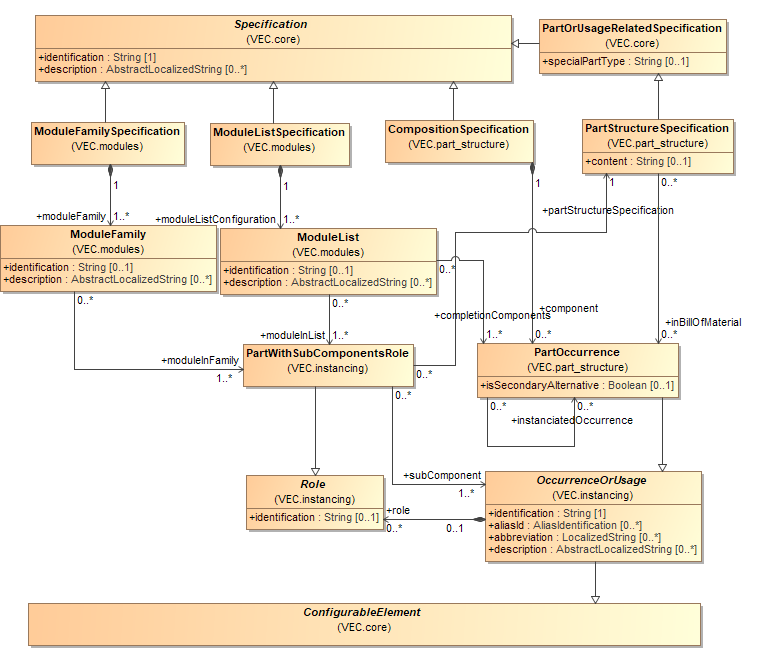 Specification
(VEC.core)
+identification : String [1]
+description : AbstractLocalizedString [0..*]
PartOrUsageRelatedSpecification
(VEC.core)
+specialPartType : String [0..1]
ModuleFamilySpecification
(VEC.modules)
ModuleListSpecification
(VEC.modules)
CompositionSpecification
(VEC.part_structure)
PartStructureSpecification
(VEC.part_structure)
+content : String [0..1]
1
1
1
1
0..*
+moduleFamily
1..*
+moduleListConfiguration
1..*
+partStructureSpecification
ModuleFamily
(VEC.modules)
+identification : String [0..1]
+description : AbstractLocalizedString [0..*]
ModuleList
(VEC.modules)
+identification : String [0..1]
+description : AbstractLocalizedString [0..*]
0..*
0..*
0..*
+component
+completionComponents
+inBillOfMaterial
+moduleInList
1..*
1..*
0..*
0..*
+moduleInFamily
1..*
PartWithSubComponentsRole
(VEC.instancing)
0..*
0..*
PartOccurrence
(VEC.part_structure)
+isSecondaryAlternative : Boolean [0..1]
0..*
0..*
+instanciatedOccurrence
+subComponent
1..*
Role
(VEC.instancing)
+identification : String [0..1]
+role
0..*
0..1
OccurrenceOrUsage
(VEC.instancing)
+identification : String [1]
+aliasId : AliasIdentification [0..*]
+abbreviation : LocalizedString [0..*]
+description : AbstractLocalizedString [0..*]
ConfigurableElement
(VEC.core)